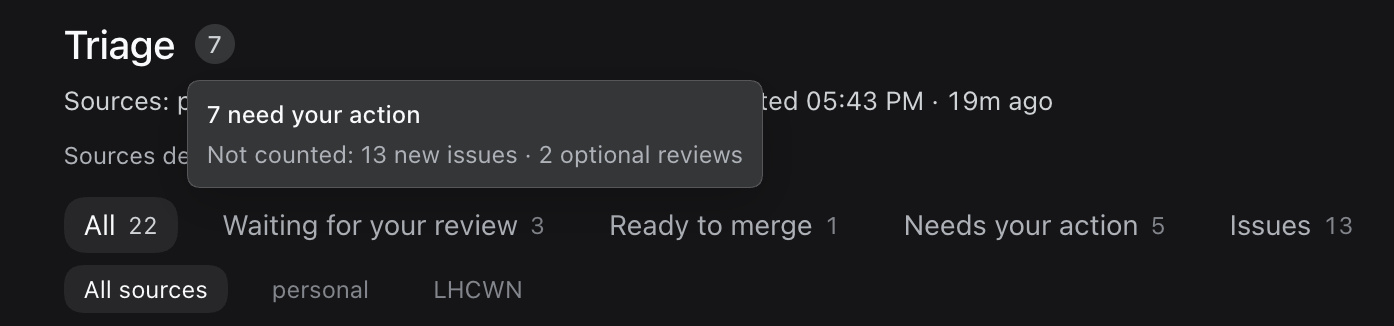 Triage 7
Sources:
7 need your action
Not counted: 13 new issues · 2 optional reviews
05:43 PM · 19m ago
Sources
All 22 Waiting for your review 3 Ready to merge 1 Needs your action 5 Issues 13
All sources personal LHCWN